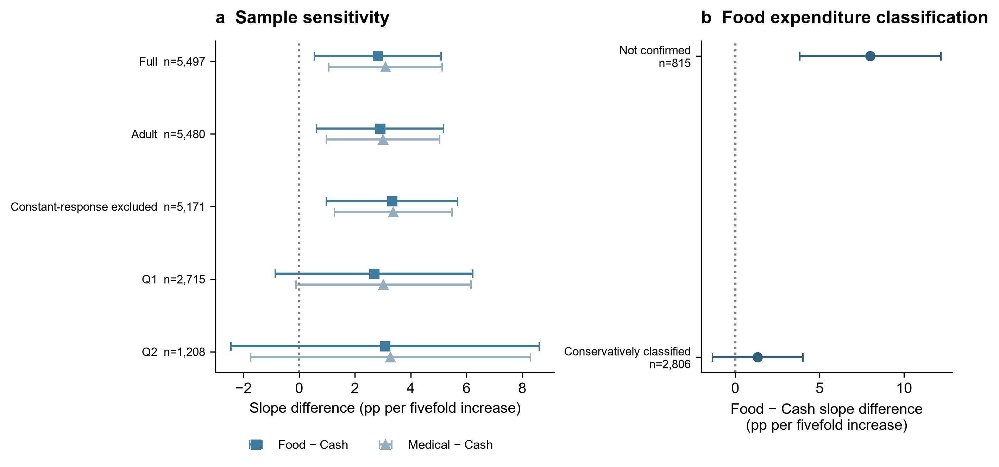 a  Sample sensitivity
Full  n=5,497
Adult  n=5,480
Constant-response excluded  n=5,171
Q1  n=2,715
Q2  n=1,208
−2 0 2 4 6 8
Slope difference (pp per fivefold increase)
Food − Cash
Medical − Cash
b  Food expenditure classification
Not confirmed
n=815
Conservatively classified
n=2,806
0 5 10
Food − Cash slope difference
(pp per fivefold increase)